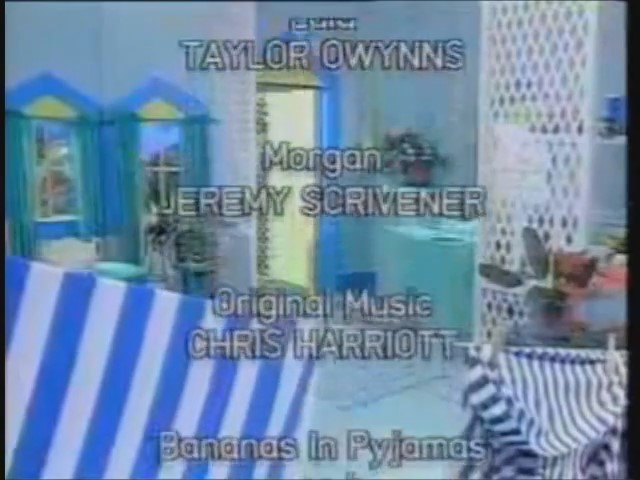 TAYLOR OWYNNS
Morgan
JEREMY SCRIVENER
Original Music
CHRIS HARRIOTT
Bananas In Pyjamas